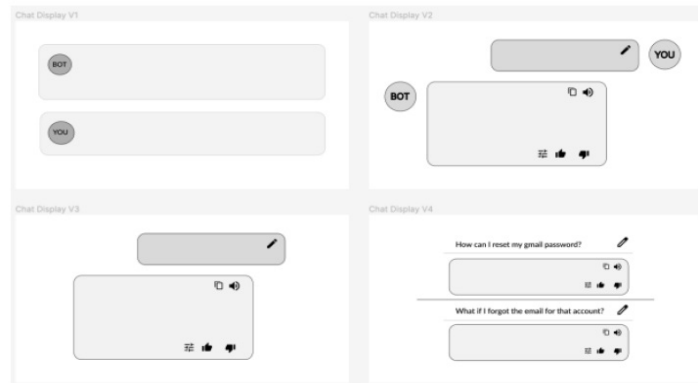 Chat Display V1
BOT
YOU
Chat Display V2
YOU
BOT
Chat Display V3
Chat Display V4
How can I reset my gmail password?
What if I forgot the email for that account?